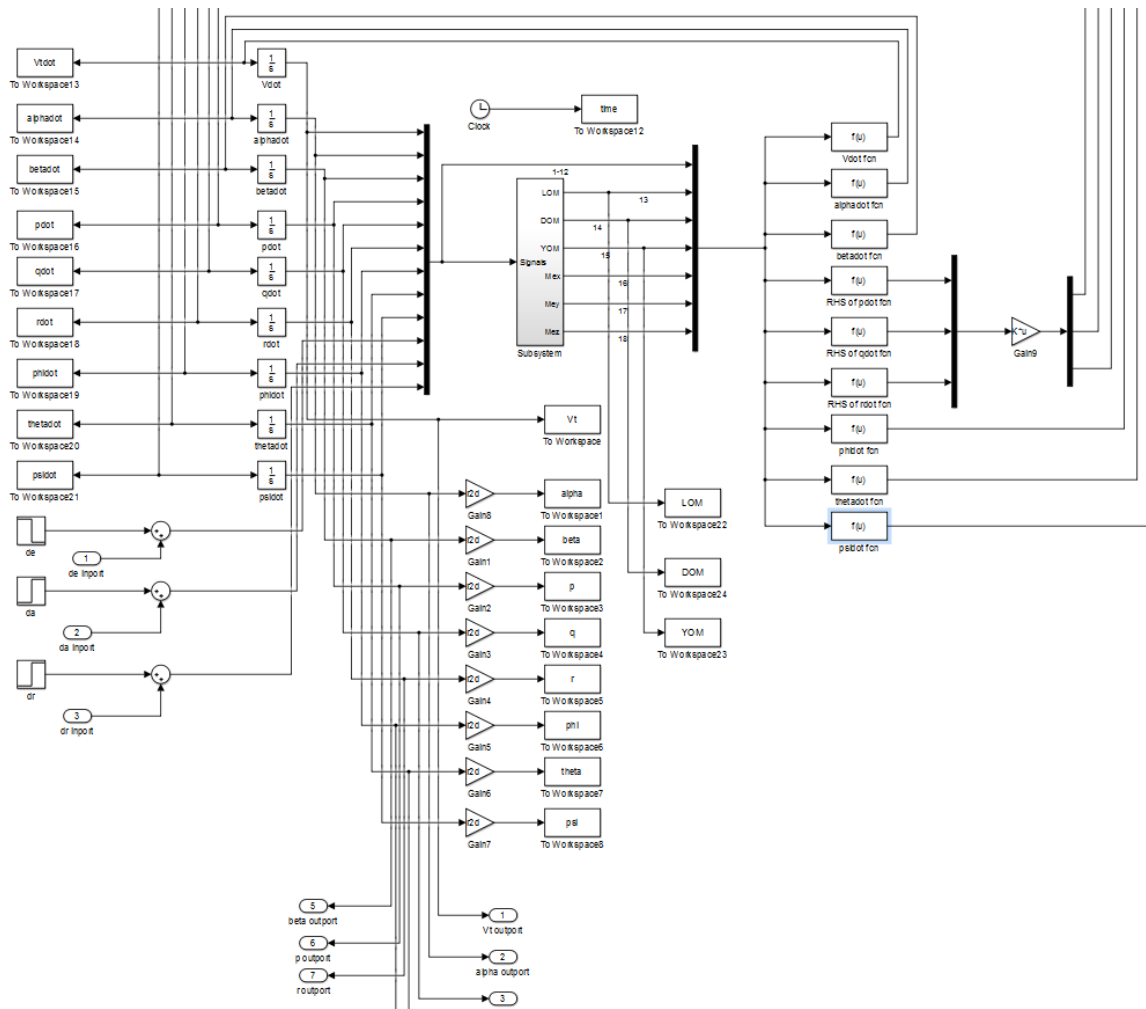 Vtdot
To Workspace13
1
s
Vdot
alphadot
To Workspace14
1
s
alphadot
betadot
To Workspace15
1
s
betadot
pdot
To Workspace16
1
s
pdot
qdot
To Workspace17
1
s
qdot
rdot
To Workspace18
1
s
rdot
phidot
To Workspace19
1
s
phidot
thetadot
To Workspace20
1
s
thetadot
psidot
To Workspace21
1
s
psidot
de
1
de inport
da
2
da inport
dr
3
dr inport
Clock
time
To Workspace12
1-12
Signals
LOM
DOM
YOM
Mex
Mey
Mez
Subsystem
13
14
15
16
17
18
Vt
To Workspace
r2d
Gain8
alpha
To Workspace1
r2d
Gain1
beta
To Workspace2
r2d
Gain2
p
To Workspace3
r2d
Gain3
q
To Workspace4
r2d
Gain4
r
To Workspace5
r2d
Gain5
phi
To Workspace6
r2d
Gain6
theta
To Workspace7
r2d
Gain7
psi
To Workspace8
LOM
To Workspace22
DOM
To Workspace24
YOM
To Workspace23
f(u)
Vdot fcn
f(u)
alphadot fcn
f(u)
betadot fcn
f(u)
RHS of pdot fcn
f(u)
RHS of qdot fcn
f(u)
RHS of rdot fcn
f(u)
phidot fcn
f(u)
thetadot fcn
f(u)
psidot fcn
K*u
Gain9
5
beta outport
6
p outport
7
r outport
1
Vt outport
2
alpha outport
3